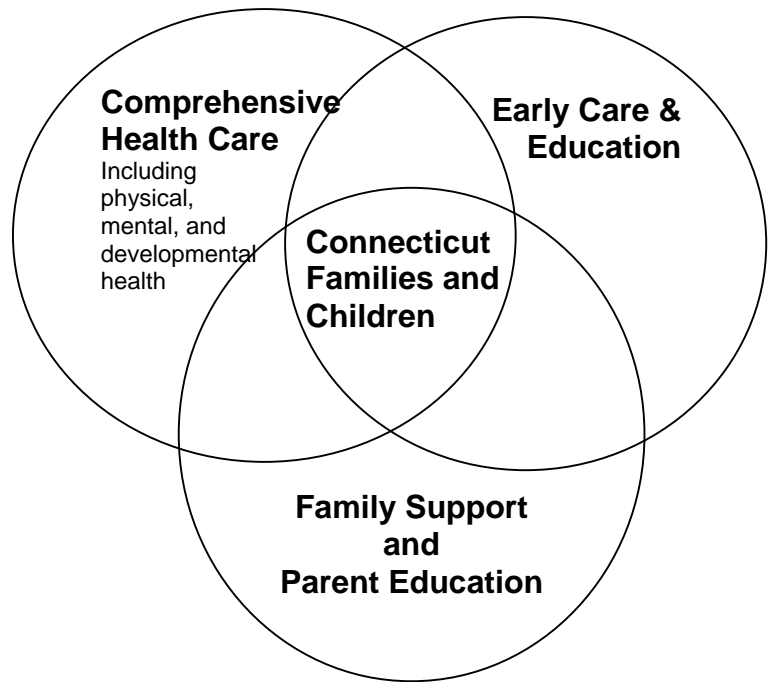 Comprehensive
Health Care
Including
physical,
mental, and
developmental
health
Early Care &
Education
Connecticut
Families and
Children
Family Support
and
Parent Education